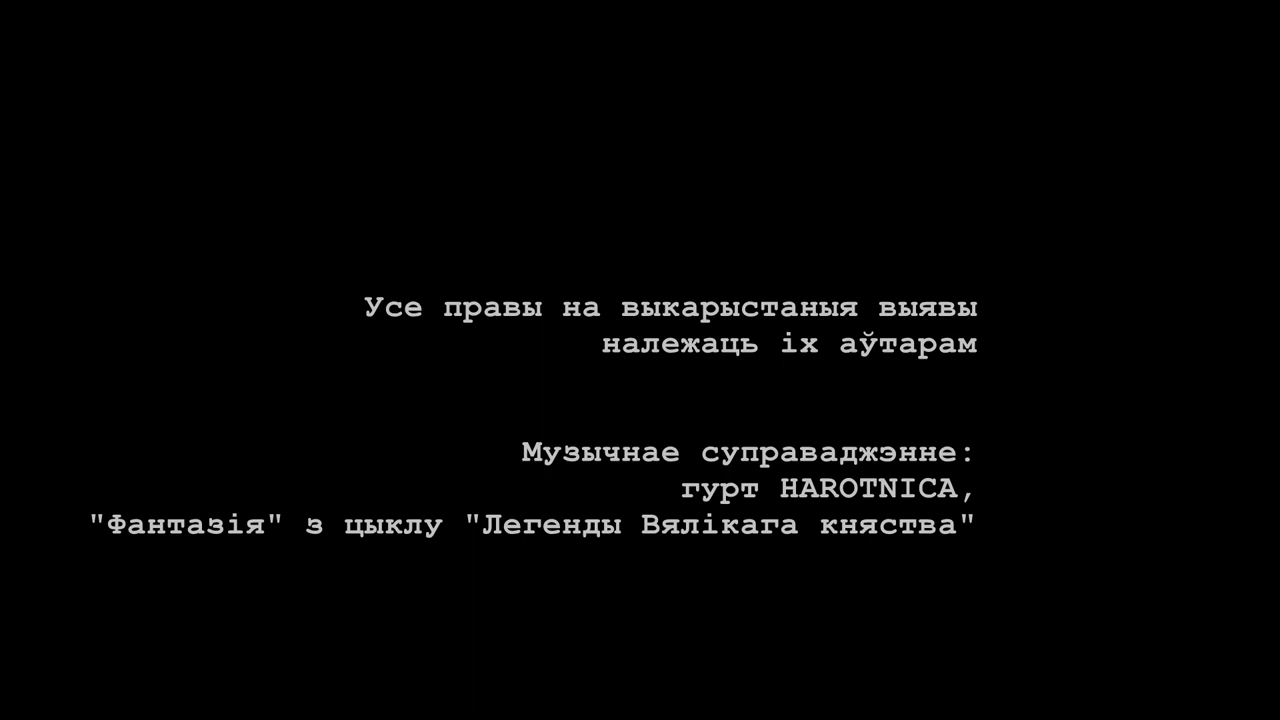 Усе правы на выкарыстаныя выявы
належаць іх аўтарам
Музычнае суправаджэнне:
гурт HAROTNICA,
"Фантазія" з цыклу "Легенды Вялікага княства"